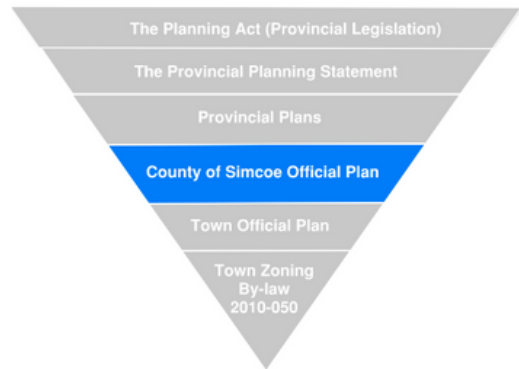 The Planning Act (Provincial Legislation)
The Provincial Planning Statement
Provincial Plans
County of Simcoe Official Plan
Town Official Plan
Town Zoning
By-law
2010-050